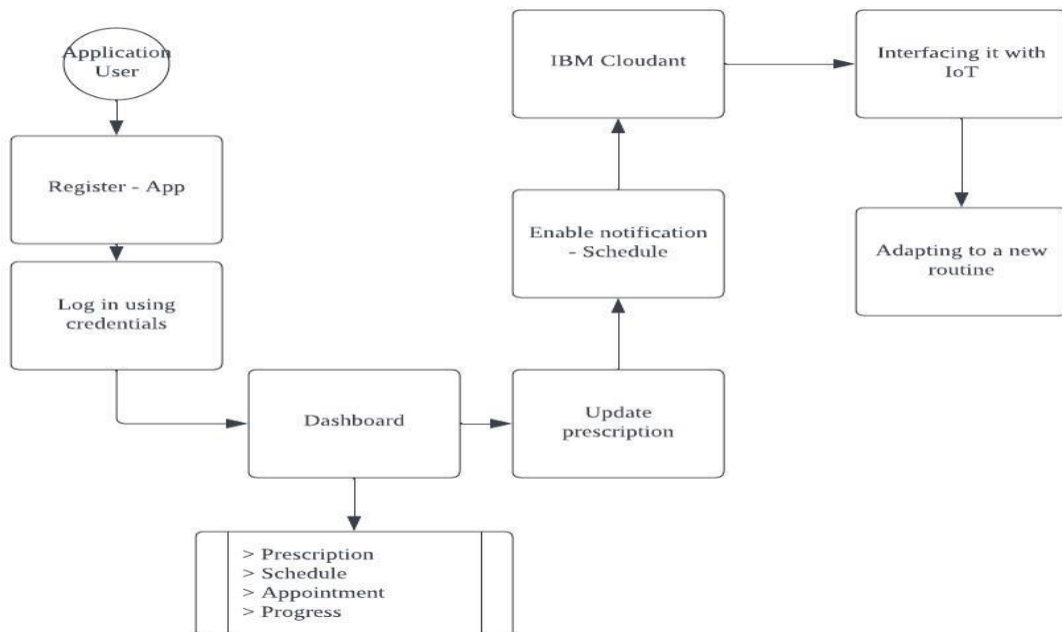 Application
User
Register - App
Log in using
credentials
Dashboard
> Prescription
> Schedule
> Appointment
> Progress
Update
prescription
Enable notification
- Schedule
IBM Cloudant
Interfacing it with
IoT
Adapting to a new
routine